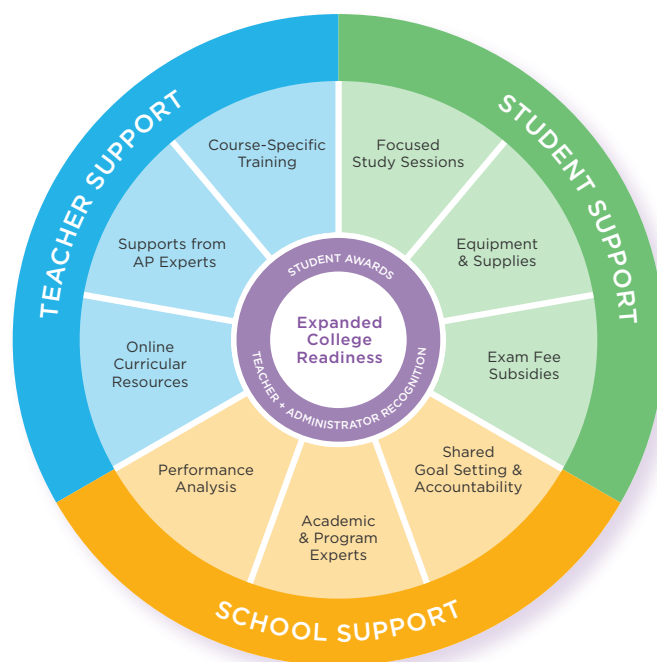 TEACHER SUPPORT
STUDENT SUPPORT
Course-Specific
Training
Focused
Study Sessions
Supports from
AP Experts
Equipment
& Supplies
STUDENT AWARDS
Expanded
College
Readiness
TEACHER + ADMINISTRATOR RECOGNITION
Online
Curricular
Resources
Exam Fee
Subsidies
Performance
Analysis
Shared
Goal Setting &
Accountability
Academic
& Program
Experts
SCHOOL SUPPORT